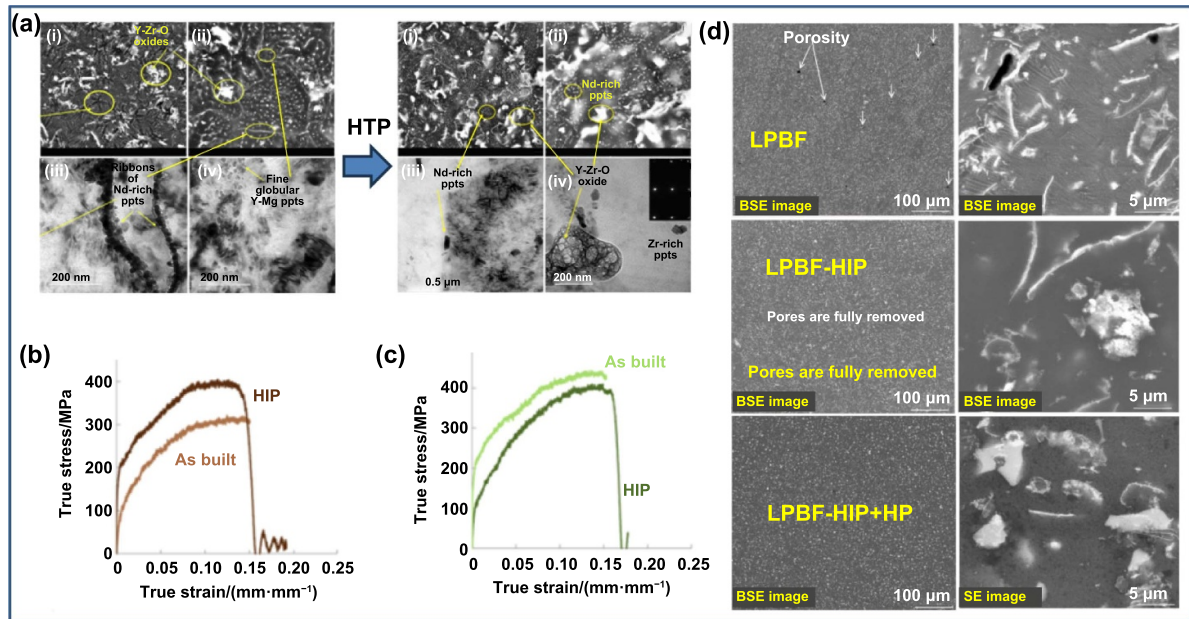 (a)
(i)
Y-Zr-O
oxides
(ii)
(iii)
Ribbons
of
Nd-rich
ppts
200 nm
(iv)
Fine
globular
Y-Mg ppts
200 nm
HTP
(i)
(ii)
Nd-rich
ppts
(iii)
Nd-rich
ppts
0.5 µm
Y-Zr-O
oxide
(iv)
Zr-rich
ppts
200 nm
(b)
True stress/MPa
400
300
200
100
0
HIP
As built
0
0.05
0.10
0.15
0.20
0.25
True strain/(mm·mm⁻¹)
(c)
True stress/MPa
400
300
200
100
0
As built
HIP
0
0.05
0.10
0.15
0.20
0.25
True strain/(mm·mm⁻¹)
(d)
Porosity
LPBF
BSE image
100 µm
BSE image
5 µm
LPBF-HIP
Pores are fully removed
Pores are fully removed
BSE image
100 µm
BSE image
5 µm
LPBF-HIP+HP
BSE image
100 µm
SE image
5 µm